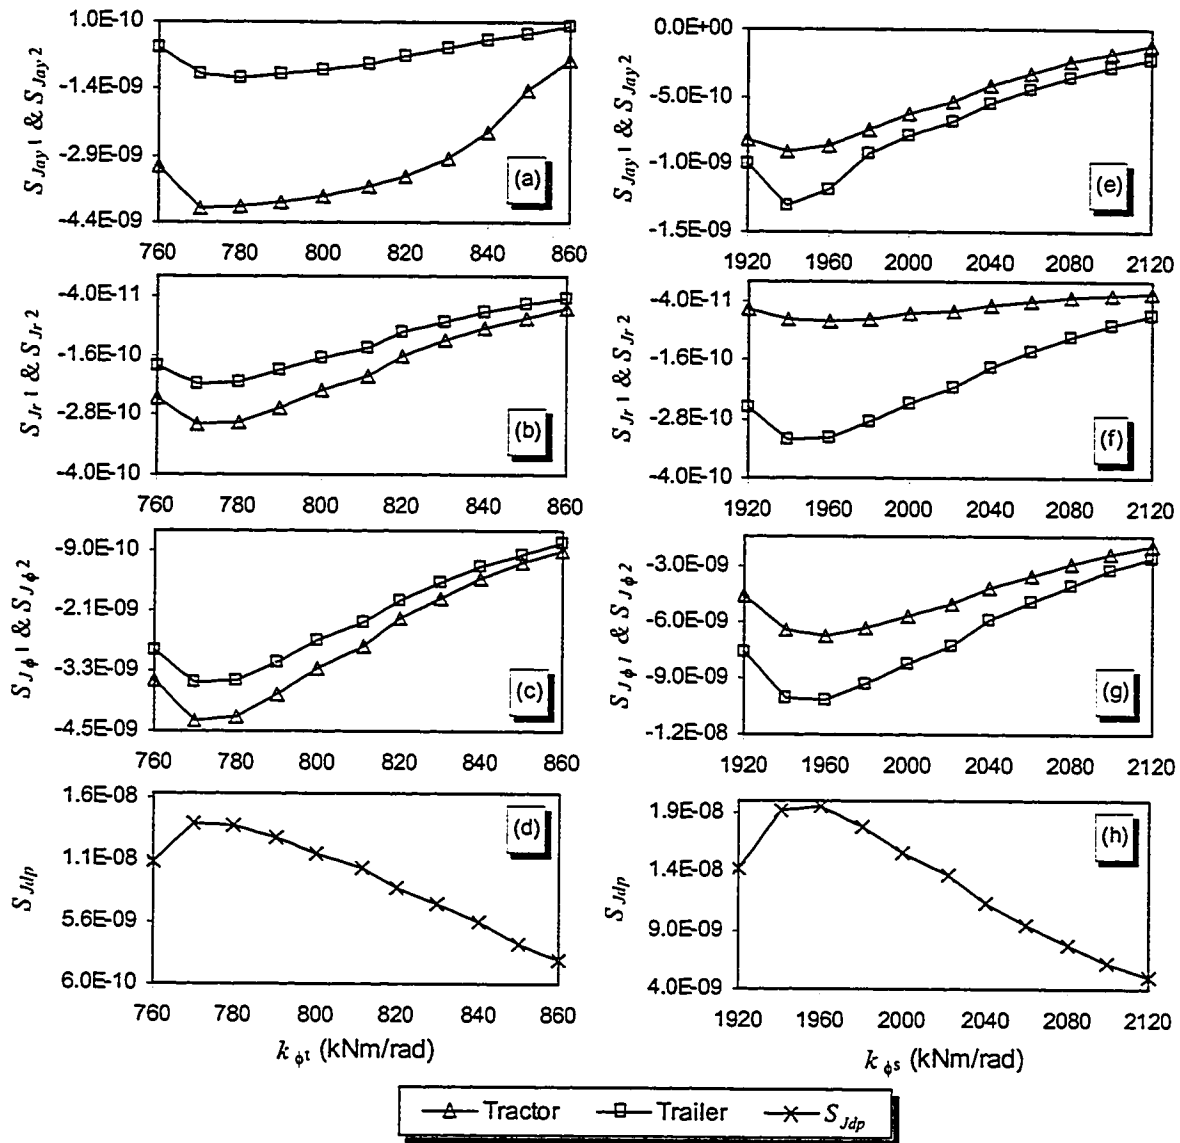 S Jay 1 & S Jay 2
1.0E-10
-1.4E-09
-2.9E-09
-4.4E-09
(a)
760 780 800 820 840 860
S Jr 1 & S Jr 2
-4.0E-11
-1.6E-10
-2.8E-10
-4.0E-10
(b)
760 780 800 820 840 860
S Jϕ 1 & S Jϕ 2
-9.0E-10
-2.1E-09
-3.3E-09
-4.5E-09
(c)
760 780 800 820 840 860
S Jdp
1.6E-08
1.1E-08
5.6E-09
6.0E-10
(d)
760 780 800 820 840 860
k ϕt (kNm/rad)
S Jay 1 & S Jay 2
0.0E+00
-5.0E-10
-1.0E-09
-1.5E-09
(e)
1920 1960 2000 2040 2080 2120
S Jr 1 & S Jr 2
-4.0E-11
-1.6E-10
-2.8E-10
-4.0E-10
(f)
1920 1960 2000 2040 2080 2120
S Jϕ 1 & S Jϕ 2
-3.0E-09
-6.0E-09
-9.0E-09
-1.2E-08
(g)
1920 1960 2000 2040 2080 2120
S Jdp
1.9E-08
1.4E-08
9.0E-09
4.0E-09
(h)
1920 1960 2000 2040 2080 2120
k ϕs (kNm/rad)
Tractor Trailer S Jdp